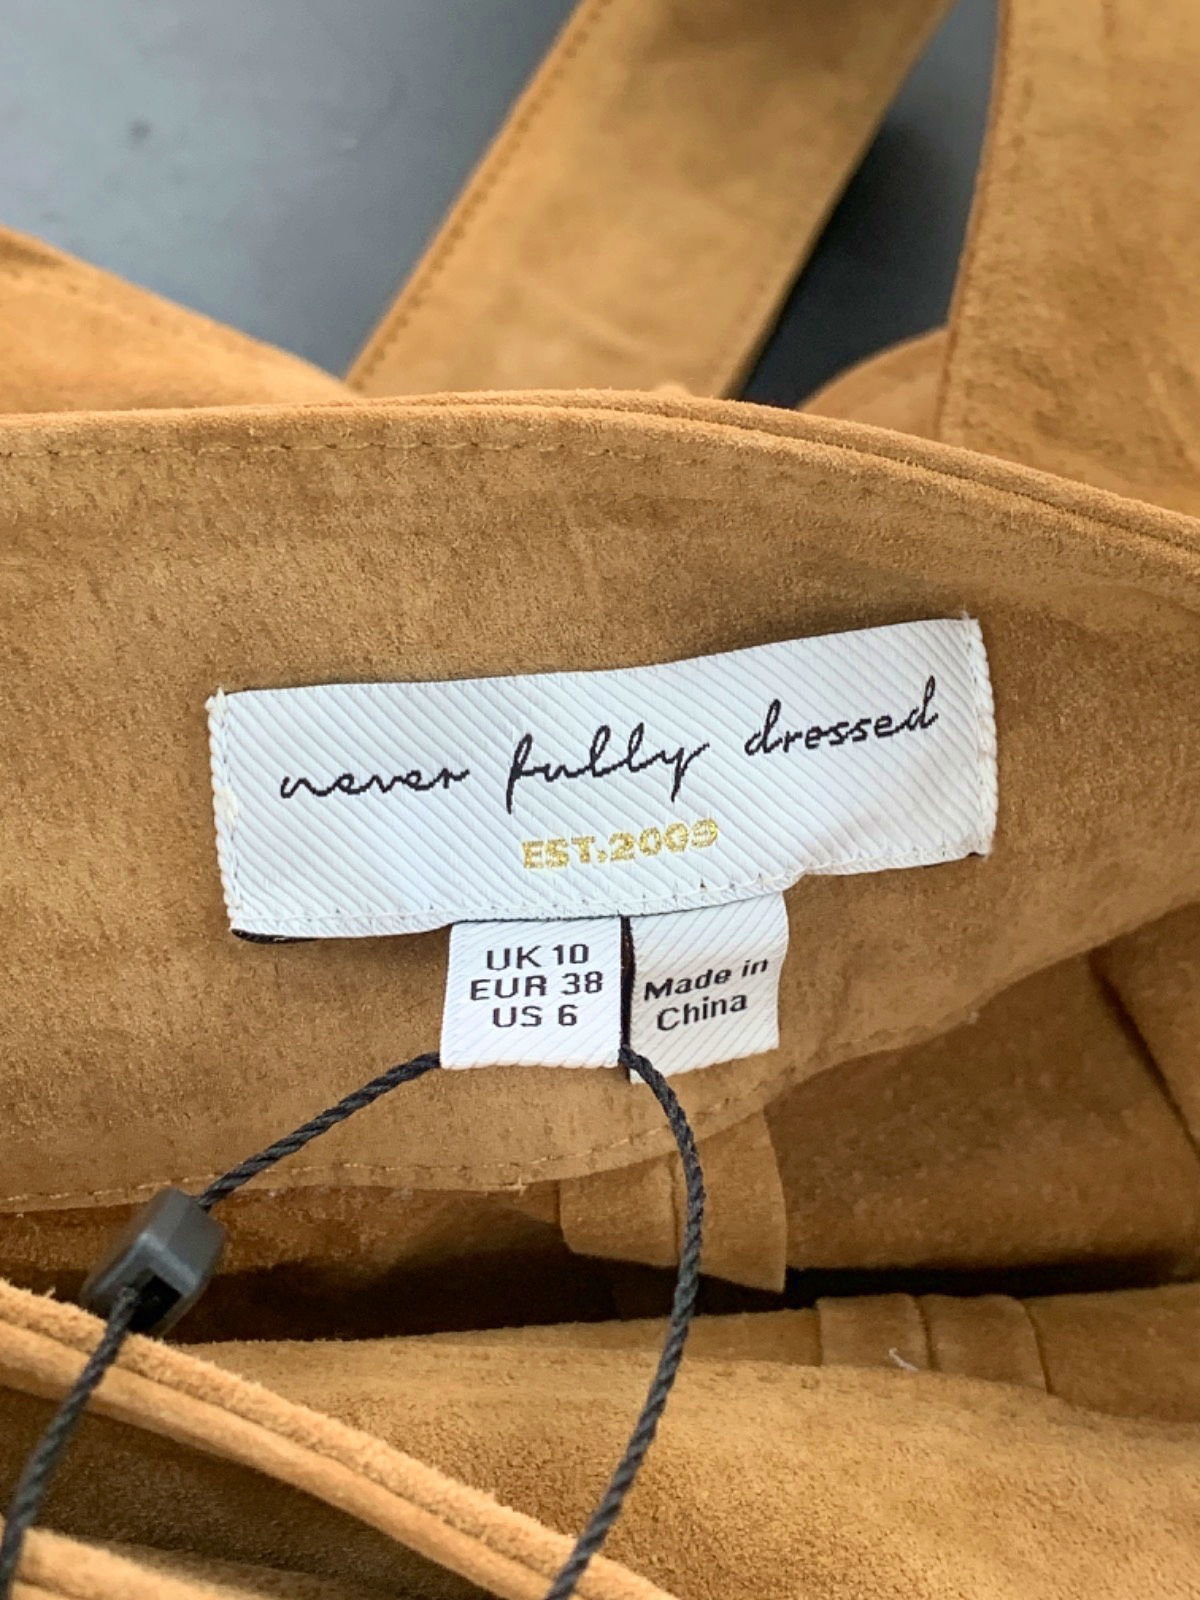 never fully dressed
EST.2009
UK 10
EUR 38
US 6
Made in
China